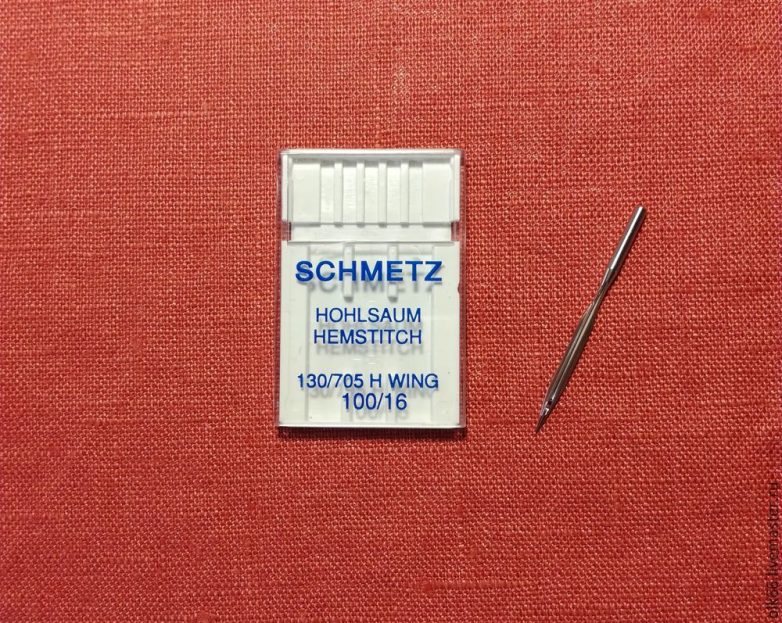 SCHMETZ
HOHLSAUM
HEMSTITCH
130/705 H WING
100/16